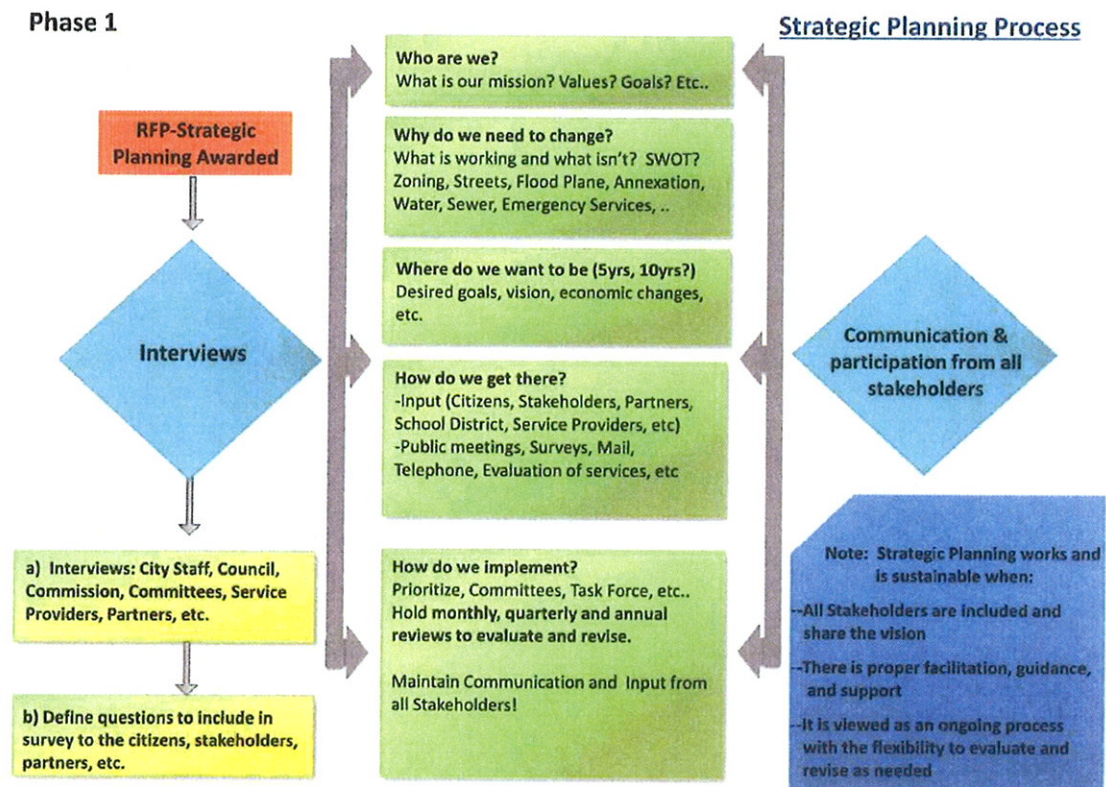 Phase 1
Strategic Planning Process
RFP-Strategic
Planning Awarded
Interviews
a) Interviews: City Staff, Council,
Commission, Committees, Service
Providers, Partners, etc.
b) Define questions to include in
survey to the citizens, stakeholders,
partners, etc.
Who are we?
What is our mission? Values? Goals? Etc..
Why do we need to change?
What is working and what isn't? SWOT?
Zoning, Streets, Flood Plane, Annexation,
Water, Sewer, Emergency Services, ..
Where do we want to be (5yrs, 10yrs?)
Desired goals, vision, economic changes,
etc.
How do we get there?
-Input (Citizens, Stakeholders, Partners,
School District, Service Providers, etc)
-Public meetings, Surveys, Mail,
Telephone, Evaluation of services, etc
How do we implement?
Prioritize, Committees, Task Force, etc..
Hold monthly, quarterly and annual
reviews to evaluate and revise.
Maintain Communication and Input from
all Stakeholders!
Communication &
participation from all
stakeholders
Note: Strategic Planning works and
is sustainable when:
--All Stakeholders are included and
share the vision
--There is proper facilitation, guidance,
and support
--It is viewed as an ongoing process
with the flexibility to evaluate and
revise as needed